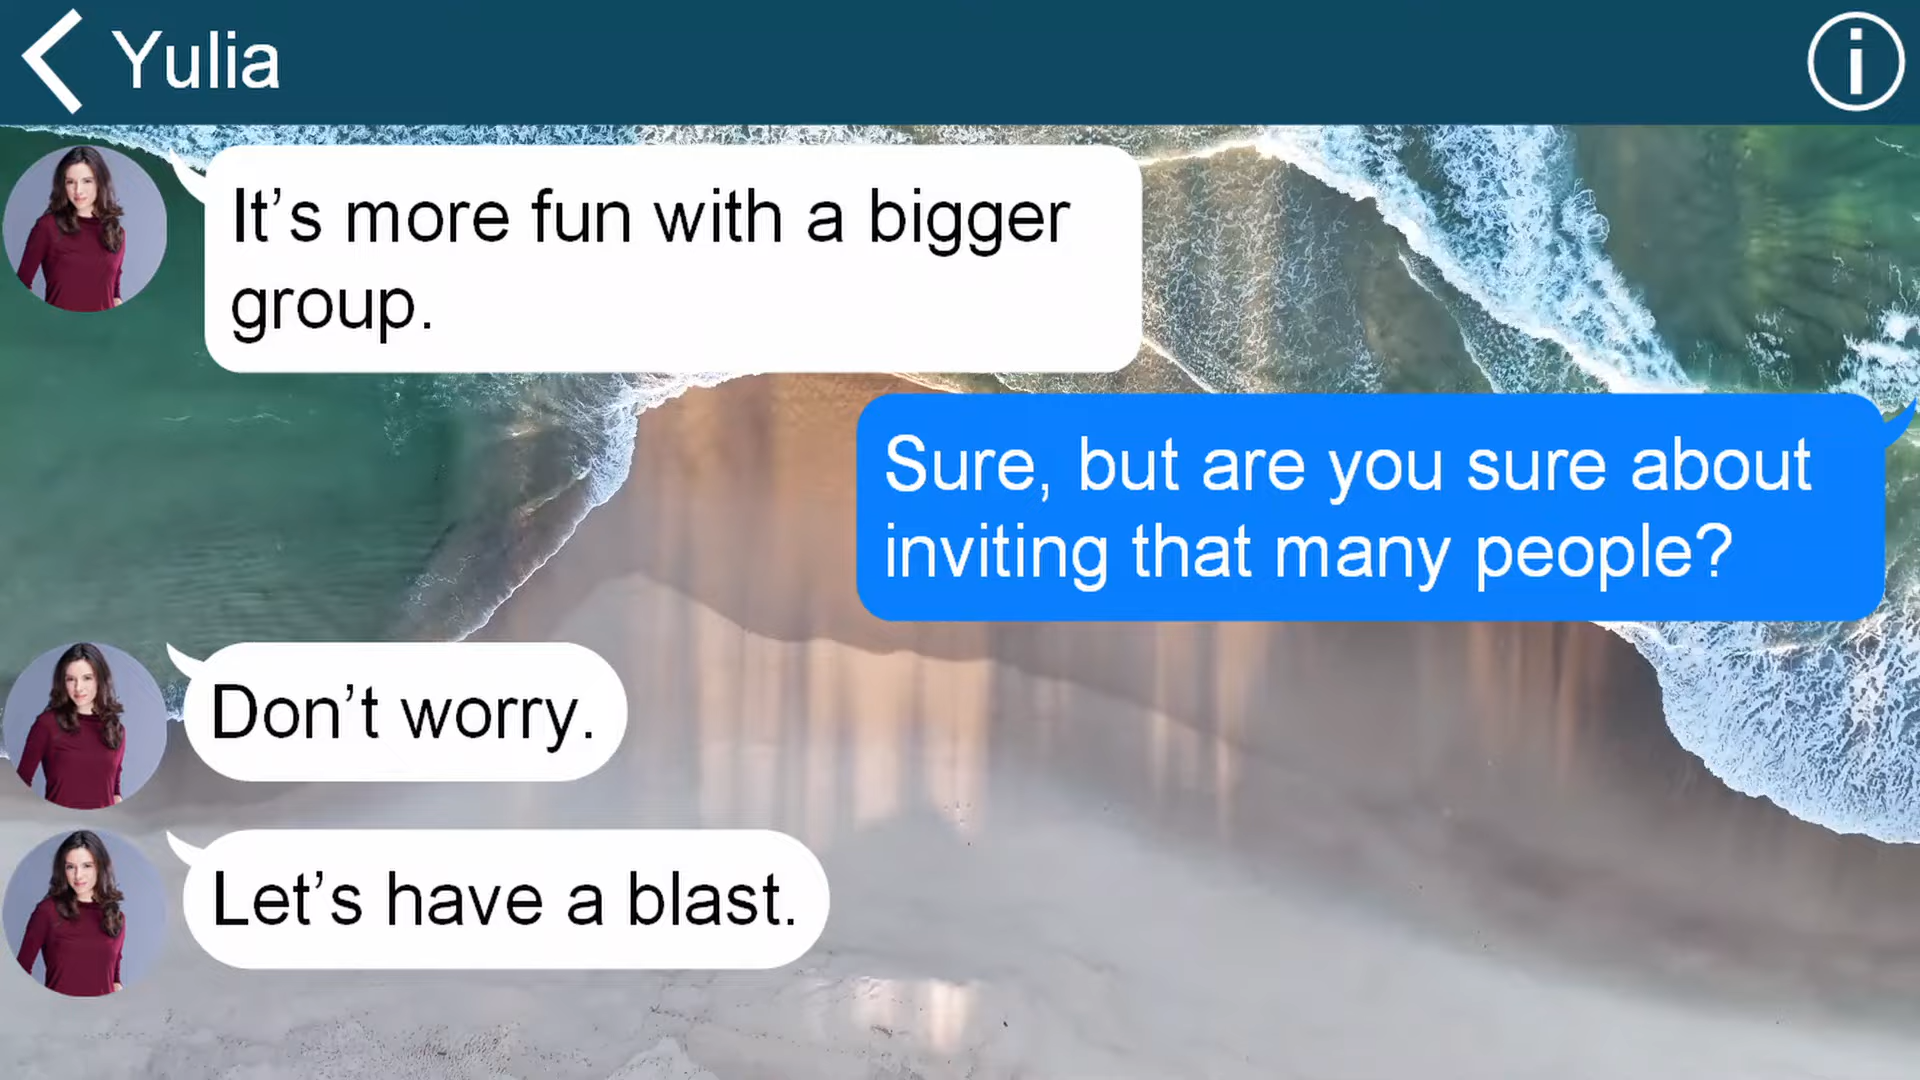 Yulia
It’s more fun with a bigger
group.
Sure, but are you sure about
inviting that many people?
Don’t worry.
Let’s have a blast.